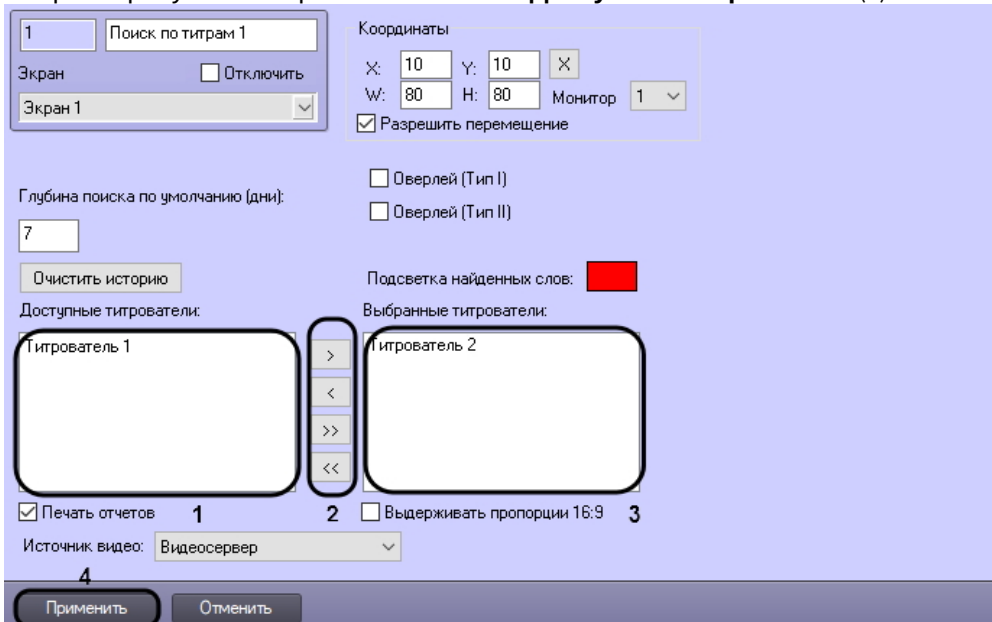 1 Поиск по титрам 1
Экран Отключить
Экран 1
Координаты
X: 10 Y: 10 X
W: 80 H: 80 Монитор 1
Разрешить перемещение
Оверлей (Тип I)
Оверлей (Тип II)
Глубина поиска по умолчанию (дни):
7
Очистить историю
Подсветка найденных слов:
Доступные титрователи:
Выбранные титрователи:
Титрователь 1
Титрователь 2
>
<
>>
<<
Печать отчетов 1 2 Выдерживать пропорции 16:9 3
Источник видео: Видеосервер
4
Применить Отменить